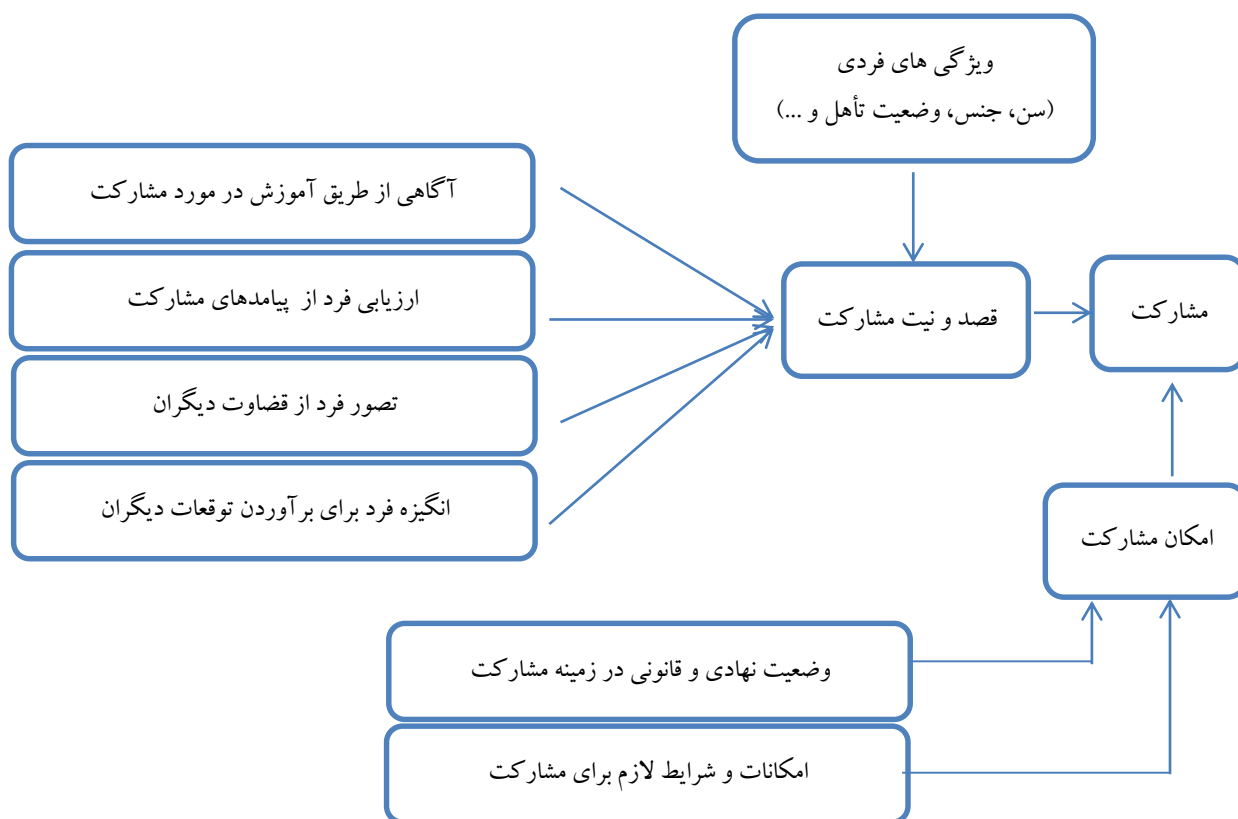 ویژگی های فردی
(سن، جنس، وضعیت تأهل و ...)
آگاهی از طریق آموزش در مورد مشارکت
ارزیابی فرد از پیامدهای مشارکت
تصور فرد از قضاوت دیگران
انگیزه فرد برای برآوردن توقعات دیگران
قصد و نیت مشارکت
مشارکت
امکان مشارکت
وضعیت نهادی و قانونی در زمینه مشارکت
امکانات و شرایط لازم برای مشارکت